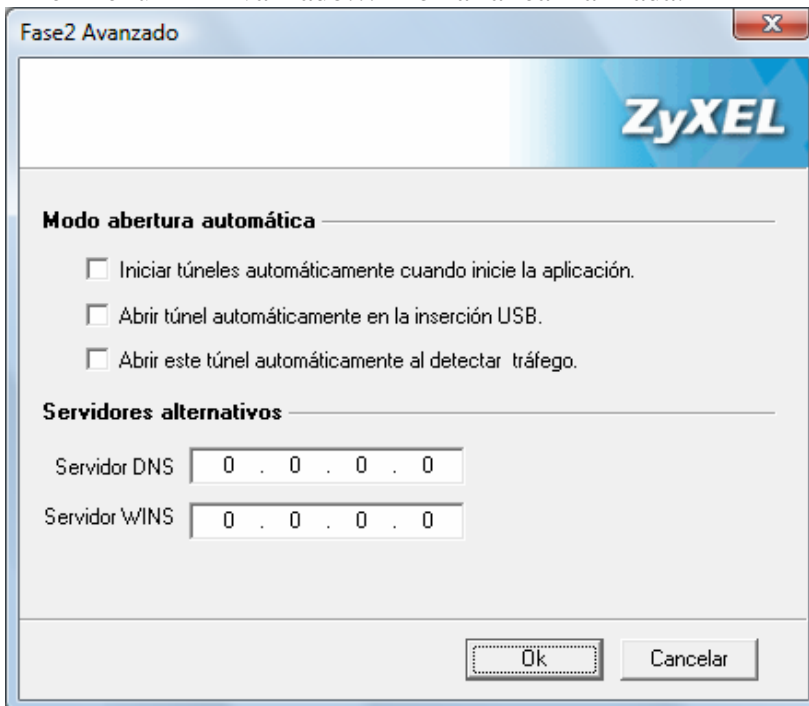 Fase2 Avanzado
ZyXEL
Modo abertura automática
Iniciar túneles automáticamente cuando inicie la aplicación.
Abrir túnel automáticamente en la inserción USB.
Abrir este túnel automáticamente al detectar tráfego.
Servidores alternativos
Servidor DNS 0 . 0 . 0 . 0
Servidor WINS 0 . 0 . 0 . 0
Ok Cancelar